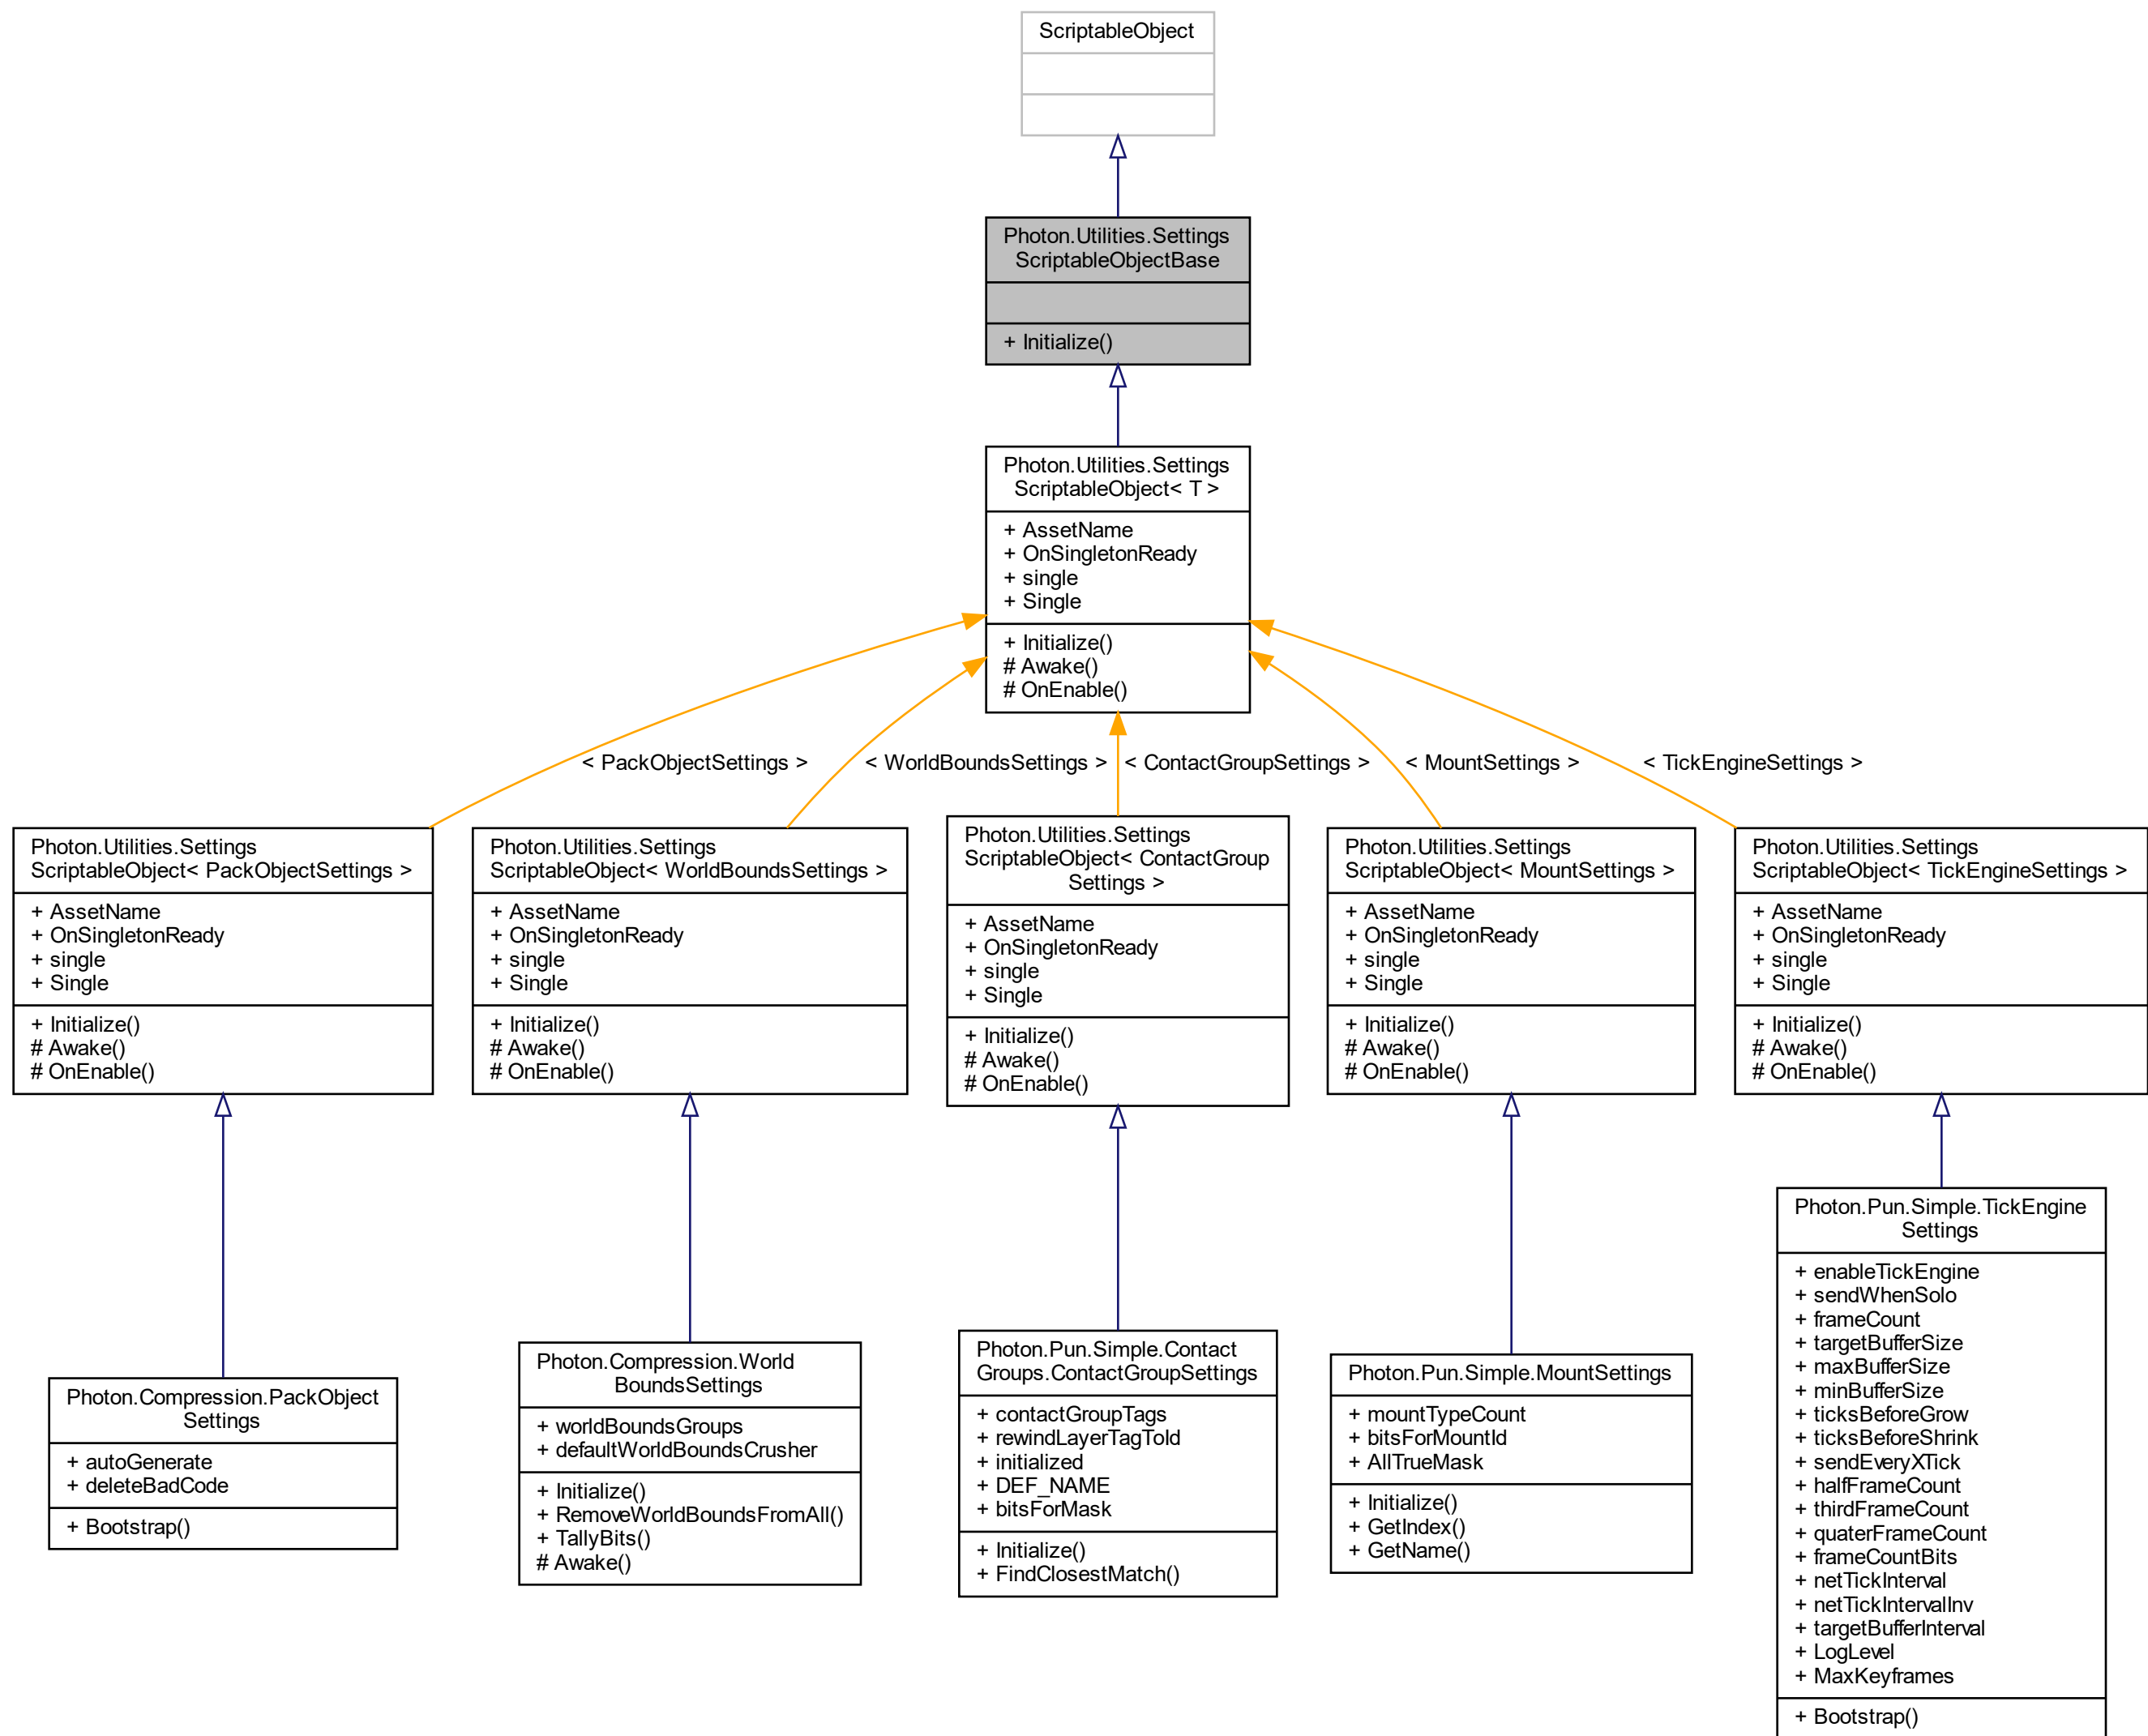 ScriptableObject
Photon.Utilities.Settings
ScriptableObjectBase
+ Initialize()
Photon.Utilities.Settings
ScriptableObject< T >
+ AssetName
+ OnSingletonReady
+ single
+ Single
+ Initialize()
# Awake()
# OnEnable()
< PackObjectSettings >
< WorldBoundsSettings >
< ContactGroupSettings >
< MountSettings >
< TickEngineSettings >
Photon.Utilities.Settings
ScriptableObject< PackObjectSettings >
+ AssetName
+ OnSingletonReady
+ single
+ Single
+ Initialize()
# Awake()
# OnEnable()
Photon.Utilities.Settings
ScriptableObject< WorldBoundsSettings >
+ AssetName
+ OnSingletonReady
+ single
+ Single
+ Initialize()
# Awake()
# OnEnable()
Photon.Utilities.Settings
ScriptableObject< ContactGroup
Settings >
+ AssetName
+ OnSingletonReady
+ single
+ Single
+ Initialize()
# Awake()
# OnEnable()
Photon.Utilities.Settings
ScriptableObject< MountSettings >
+ AssetName
+ OnSingletonReady
+ single
+ Single
+ Initialize()
# Awake()
# OnEnable()
Photon.Utilities.Settings
ScriptableObject< TickEngineSettings >
+ AssetName
+ OnSingletonReady
+ single
+ Single
+ Initialize()
# Awake()
# OnEnable()
Photon.Compression.PackObject
Settings
+ autoGenerate
+ deleteBadCode
+ Bootstrap()
Photon.Compression.World
BoundsSettings
+ worldBoundsGroups
+ defaultWorldBoundsCrusher
+ Initialize()
+ RemoveWorldBoundsFromAll()
+ TallyBits()
# Awake()
Photon.Pun.Simple.Contact
Groups.ContactGroupSettings
+ contactGroupTags
+ rewindLayerTagToId
+ initialized
+ DEF_NAME
+ bitsForMask
+ Initialize()
+ FindClosestMatch()
Photon.Pun.Simple.MountSettings
+ mountTypeCount
+ bitsForMountId
+ AllTrueMask
+ Initialize()
+ GetIndex()
+ GetName()
Photon.Pun.Simple.TickEngine
Settings
+ enableTickEngine
+ sendWhenSolo
+ frameCount
+ targetBufferSize
+ maxBufferSize
+ minBufferSize
+ ticksBeforeGrow
+ ticksBeforeShrink
+ sendEveryXTick
+ halfFrameCount
+ thirdFrameCount
+ quaterFrameCount
+ frameCountBits
+ netTickInterval
+ netTickIntervalInv
+ targetBufferInterval
+ LogLevel
+ MaxKeyframes
+ Bootstrap()